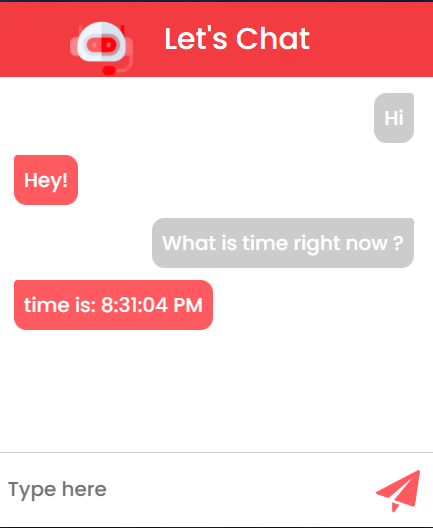 Let's Chat
Hi
Hey!
What is time right now ?
time is: 8:31:04 PM
Type here